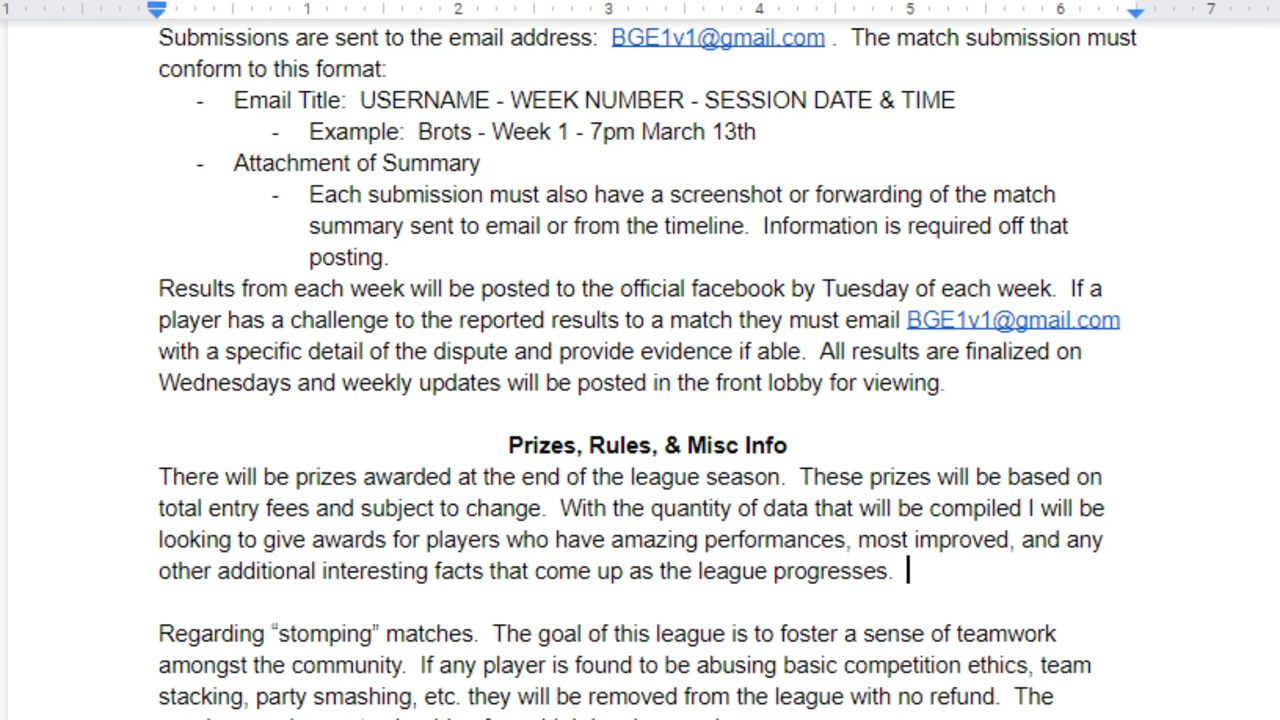 1 1 2 3 4 5 6 7
Submissions are sent to the email address:  BGE1v1@gmail.com .  The match submission must
conform to this format:
- Email Title:  USERNAME - WEEK NUMBER - SESSION DATE & TIME
- Example:  Brots - Week 1 - 7pm March 13th
- Attachment of Summary
- Each submission must also have a screenshot or forwarding of the match
summary sent to email or from the timeline.  Information is required off that
posting.
Results from each week will be posted to the official facebook by Tuesday of each week.  If a
player has a challenge to the reported results to a match they must email BGE1v1@gmail.com
with a specific detail of the dispute and provide evidence if able.  All results are finalized on
Wednesdays and weekly updates will be posted in the front lobby for viewing.
Prizes, Rules, & Misc Info
There will be prizes awarded at the end of the league season.  These prizes will be based on
total entry fees and subject to change.  With the quantity of data that will be compiled I will be
looking to give awards for players who have amazing performances, most improved, and any
other additional interesting facts that come up as the league progresses.
Regarding “stomping” matches.  The goal of this league is to foster a sense of teamwork
amongst the community.  If any player is found to be abusing basic competition ethics, team
stacking, party smashing, etc. they will be removed from the league with no refund.  The